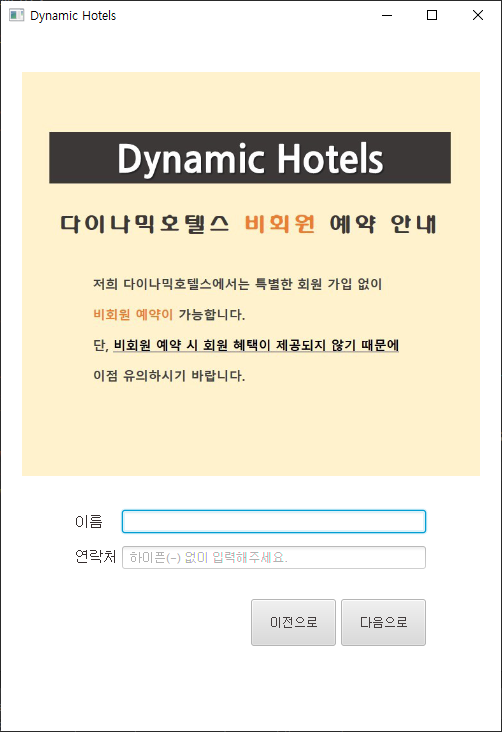 Dynamic Hotels
Dynamic Hotels
다이나믹호텔스 비회원 예약 안내
저희 다이나믹호텔스에서는 특별한 회원 가입 없이
비회원 예약이 가능합니다.
단, 비회원 예약 시 회원 혜택이 제공되지 않기 때문에
이점 유의하시기 바랍니다.
이름
연락처 하이픈(-) 없이 입력해주세요.
이전으로 다음으로